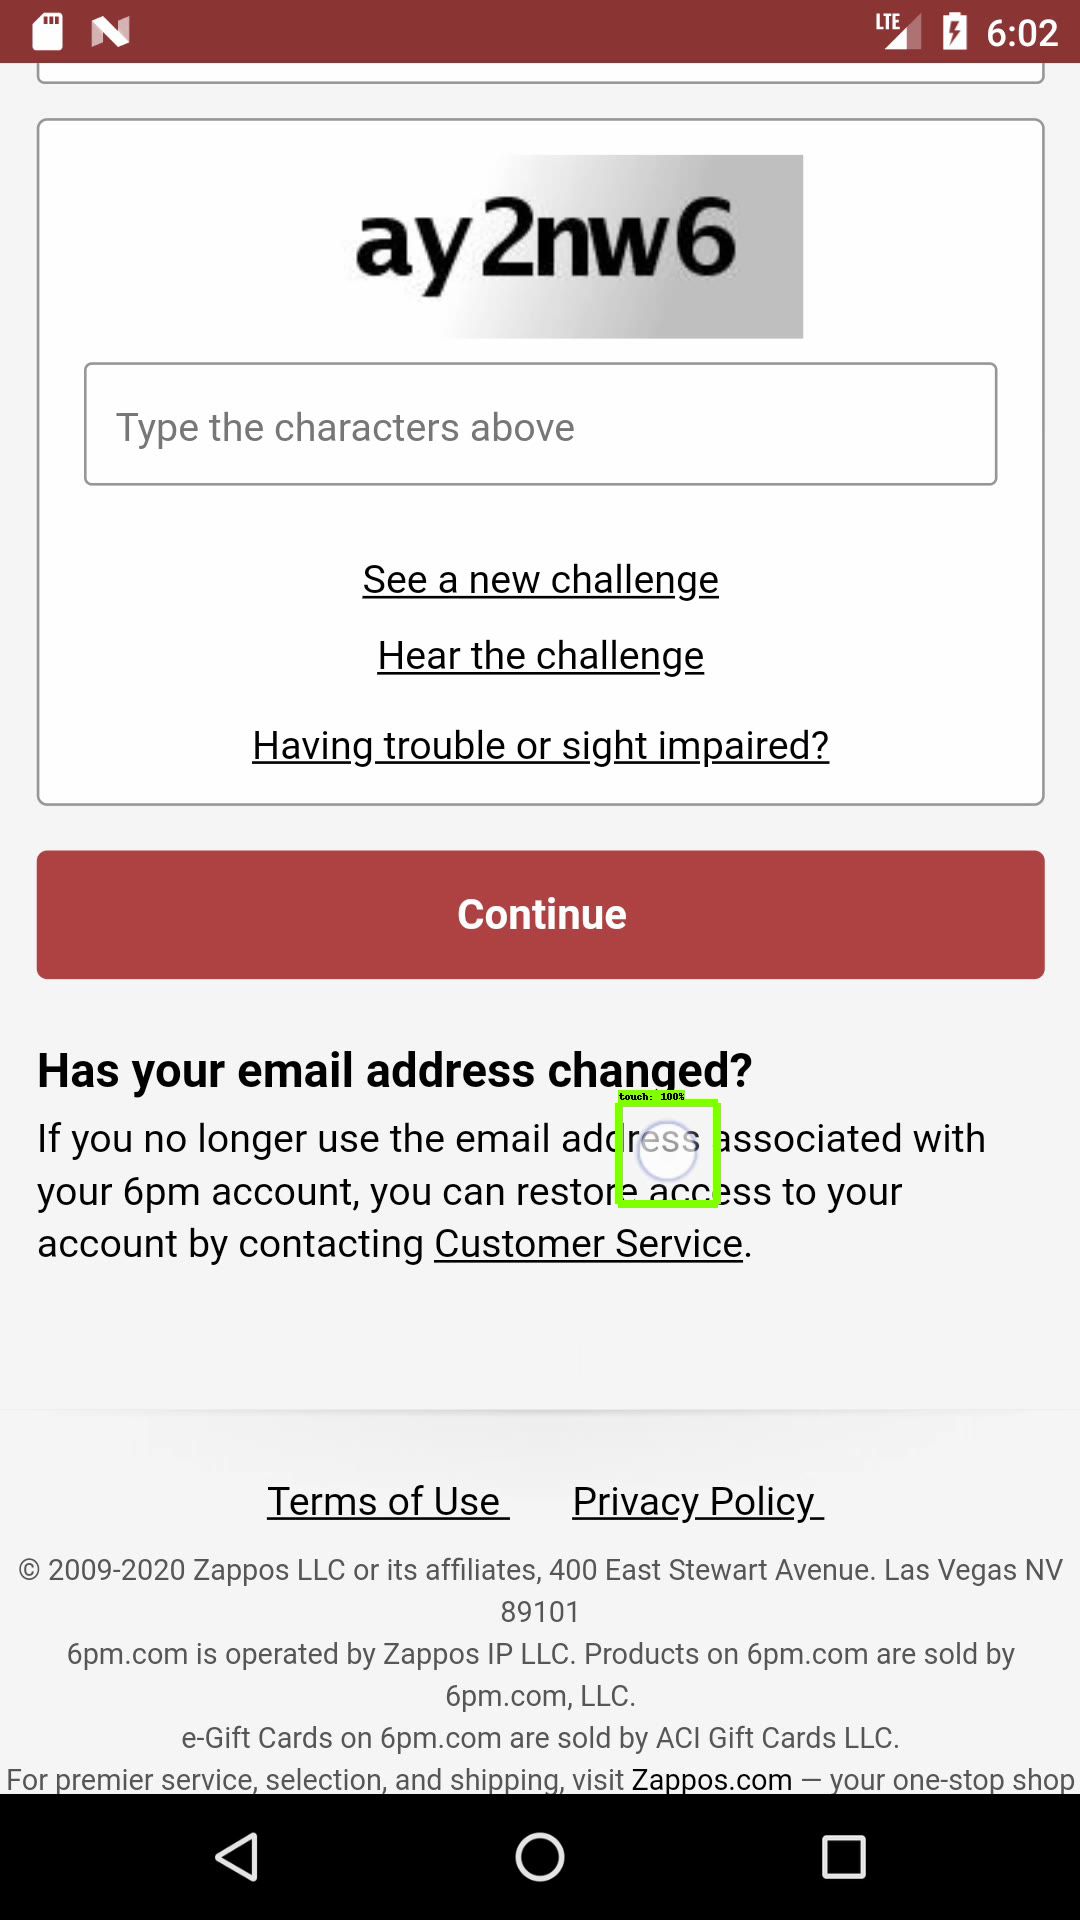 LTE 6:02
ay2nw6
Type the characters above
See a new challenge
Hear the challenge
Having trouble or sight impaired?
Continue
Has your email address changed?
touch: 100%
If you no longer use the email address associated with
your 6pm account, you can restore access to your
account by contacting Customer Service.
Terms of Use Privacy Policy
© 2009-2020 Zappos LLC or its affiliates, 400 East Stewart Avenue. Las Vegas NV
89101
6pm.com is operated by Zappos IP LLC. Products on 6pm.com are sold by
6pm.com, LLC.
e-Gift Cards on 6pm.com are sold by ACI Gift Cards LLC.
For premier service, selection, and shipping, visit Zappos.com — your one-stop shop